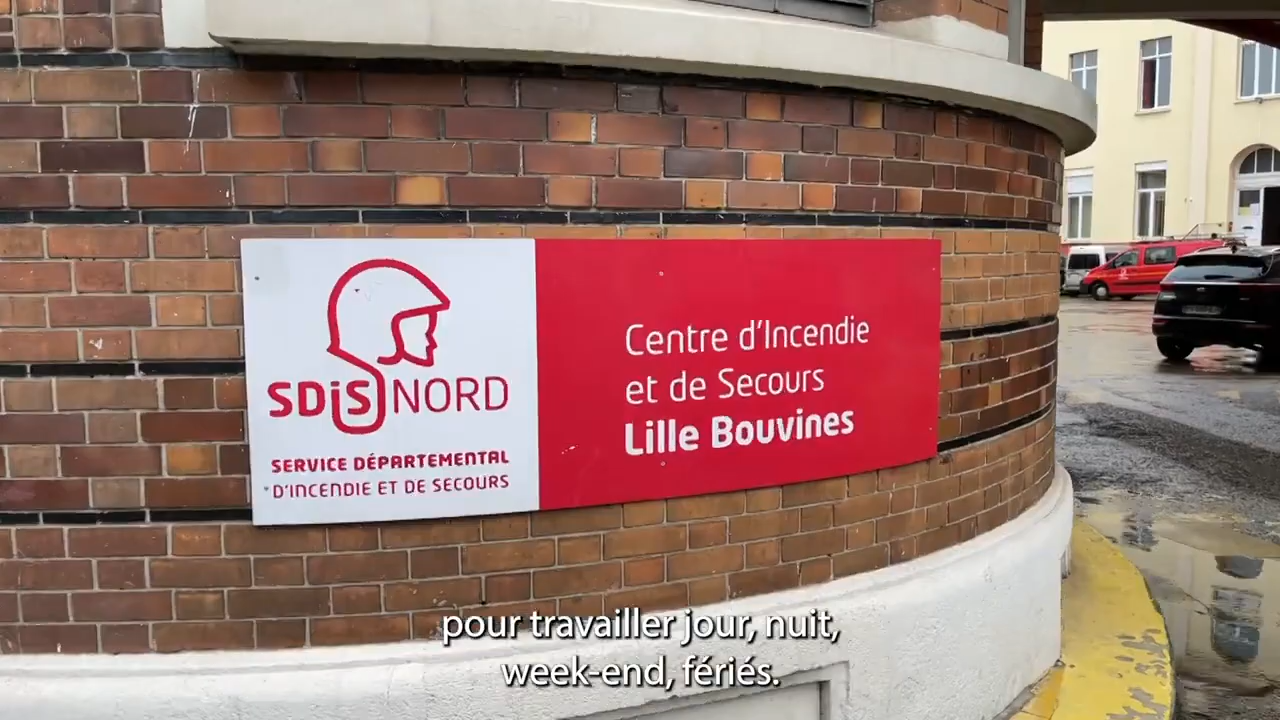 SDiS NORD
SERVICE DÉPARTEMENTAL
D'INCENDIE ET DE SECOURS
Centre d'Incendie
et de Secours
Lille Bouvines
pour travailler jour, nuit,
week-end, fériés.